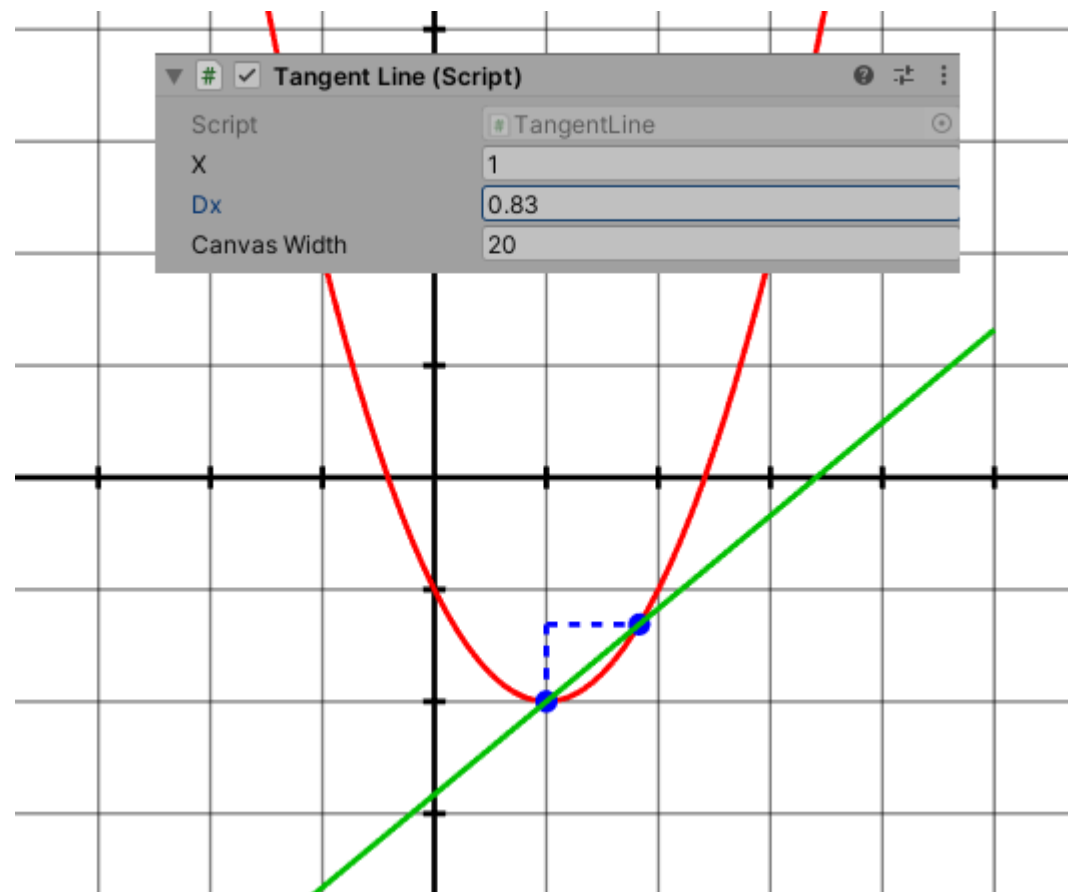 Tangent Line (Script)
Script TangentLine
X 1
Dx 0.83
Canvas Width 20